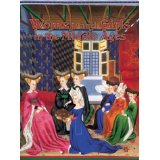 Women and Girls
in the Middle Ages